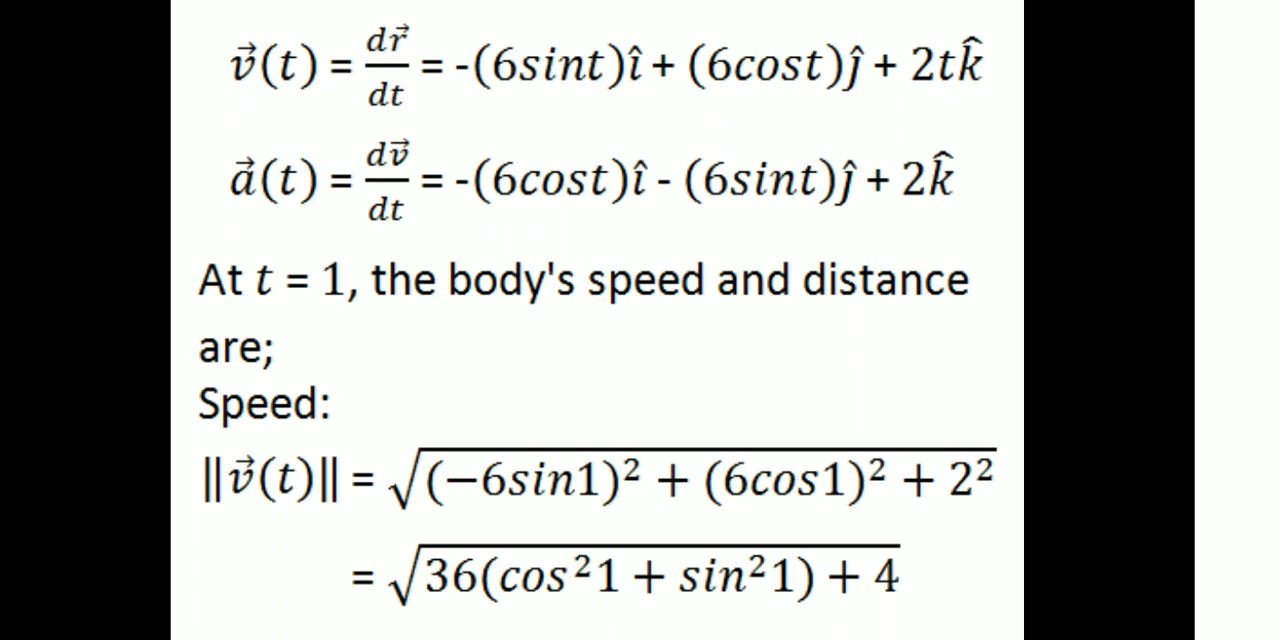 v⃗(t) = dr⃗/dt = -(6sint)î + (6cost)ĵ + 2tk̂
a⃗(t) = dv⃗/dt = -(6cost)î - (6sint)ĵ + 2k̂
At t = 1, the body's speed and distance
are;
Speed:
‖v⃗(t)‖ = √((−6sin1)² + (6cos1)² + 2²)
= √(36(cos²1 + sin²1) + 4)